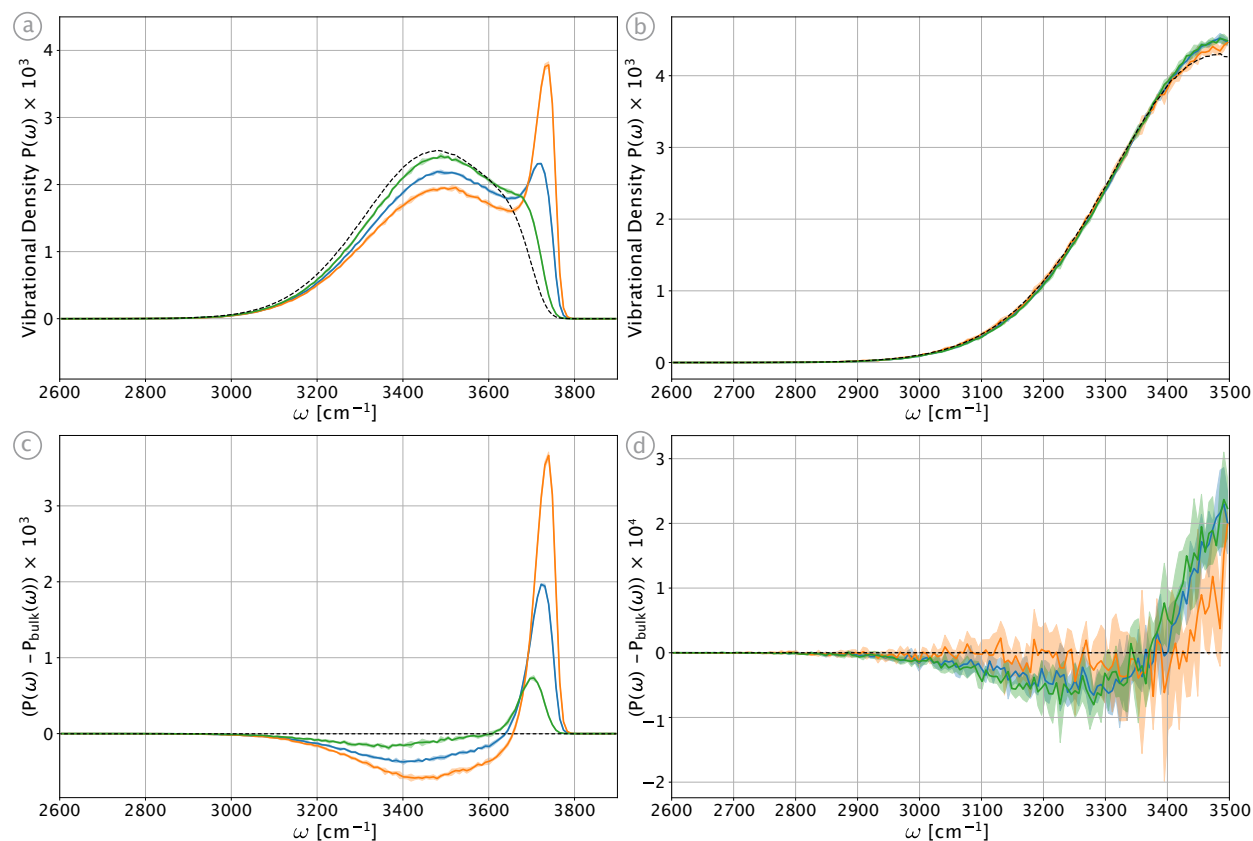 a
Vibrational Density P(ω) × 10³
4
3
2
1
0
2600 2800 3000 3200 3400 3600 3800
ω [cm⁻¹]
b
Vibrational Density P(ω) × 10³
4
3
2
1
0
2600 2700 2800 2900 3000 3100 3200 3300 3400 3500
ω [cm⁻¹]
c
(P(ω) − P_bulk(ω)) × 10³
3
2
1
0
2600 2800 3000 3200 3400 3600 3800
ω [cm⁻¹]
d
(P(ω) − P_bulk(ω)) × 10⁴
3
2
1
0
−1
−2
2600 2700 2800 2900 3000 3100 3200 3300 3400 3500
ω [cm⁻¹]